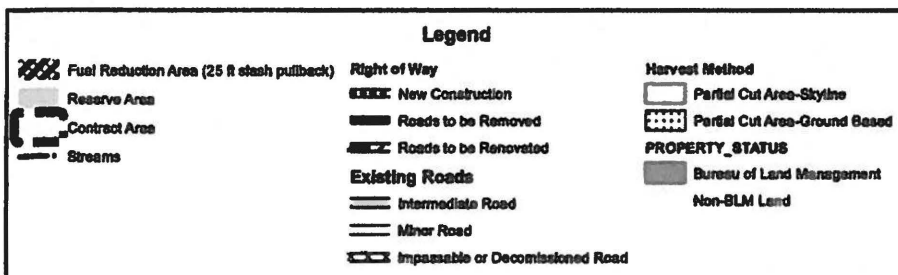 Legend
Fuel Reduction Area (25 ft slash pullback)
Reserve Area
Contract Area
Streams
Right of Way
New Construction
Roads to be Removed
Roads to be Renovated
Existing Roads
Intermediate Road
Minor Road
Impassable or Decomissioned Road
Harvest Method
Partial Cut Area-Skyline
Partial Cut Area-Ground Based
PROPERTY_STATUS
Bureau of Land Management
Non-BLM Land